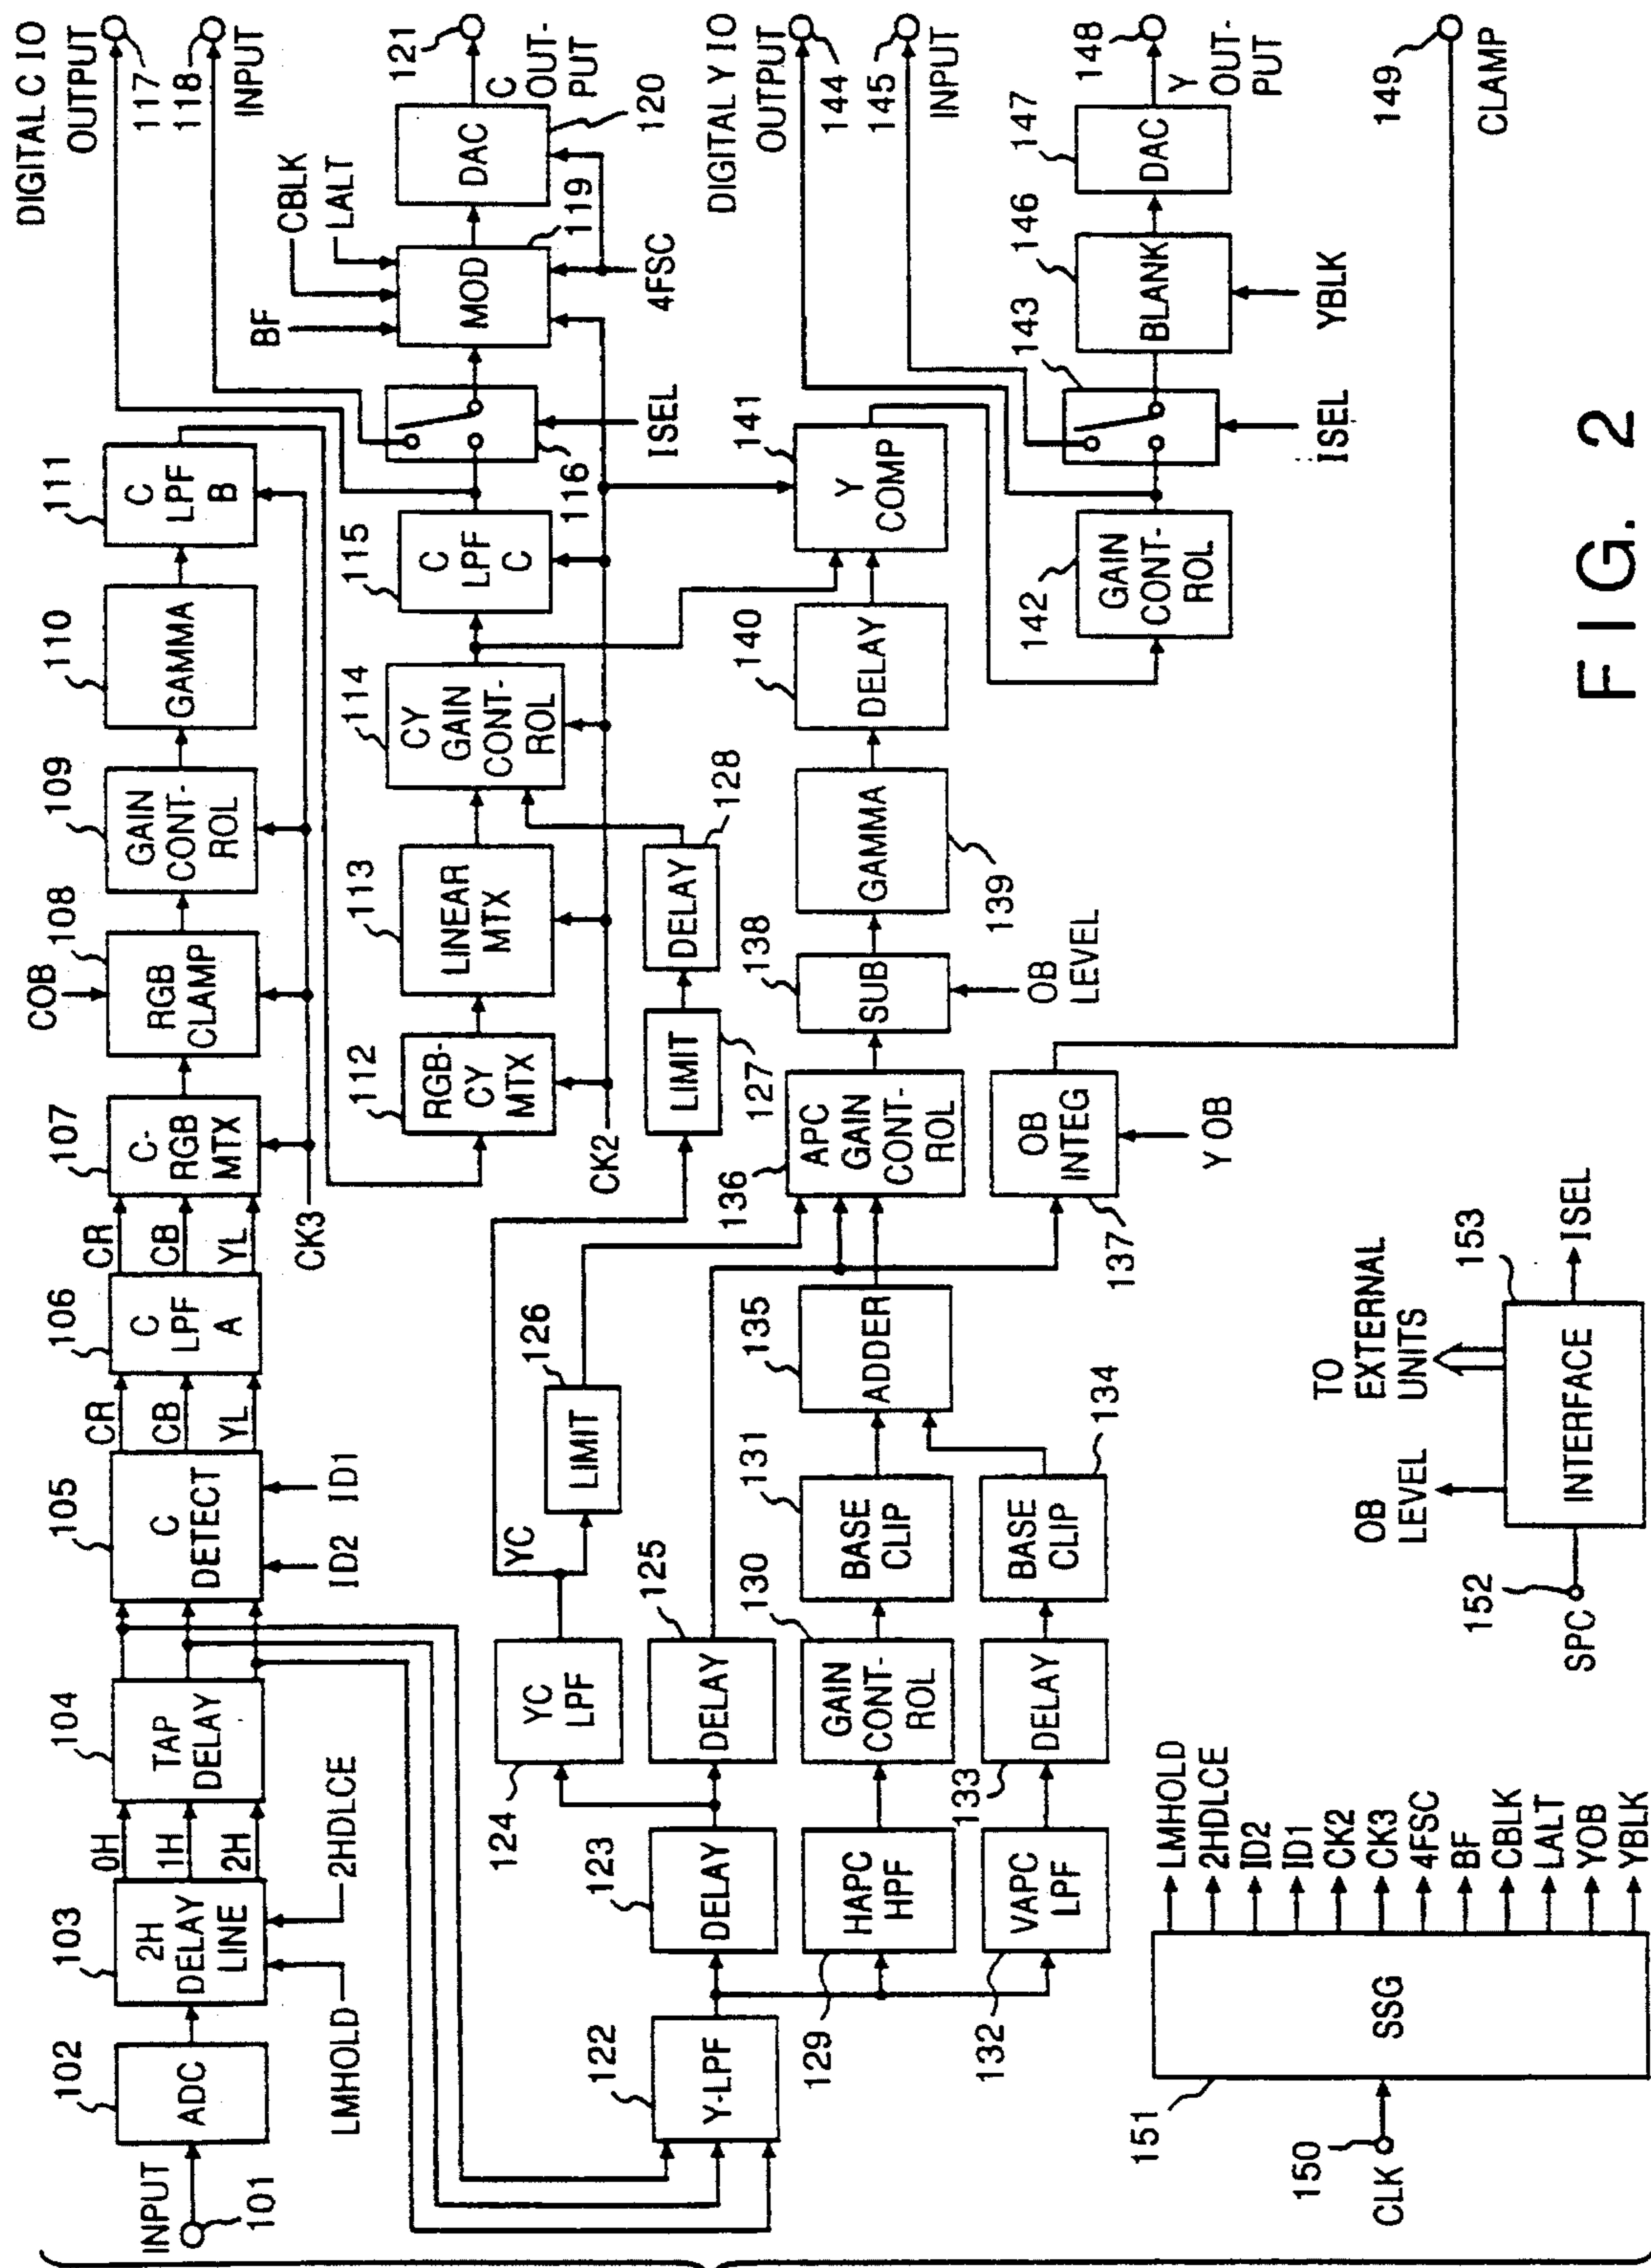 DIGITAL C IO
OUTPUT
117
118
INPUT
INPUT
101
102
ADC
103
2H
DELAY
LINE
LMHOLD
2HDLCE
0H
1H
2H
104
TAP
DELAY
105
C
DETECT
ID2
ID1
CR
CB
YL
106
C
LPF
A
CR
CB
YL
107
C-
RGB
MTX
CK3
COB
108
RGB
CLAMP
109
GAIN
CONT-
ROL
110
GAMMA
111
C
LPF
B
112
RGB-
CY
MTX
CK2
113
LINEAR
MTX
114
CY
GAIN
CONT-
ROL
115
C
LPF
C
116
ISEL
BF
CBLK
LALT
MOD
119
4FSC
DAC
120
121
C
OUT-
PUT
122
Y-LPF
123
DELAY
124
YC
LPF
YC
125
DELAY
126
LIMIT
LIMIT
127
DELAY
128
129
HAPC
HPF
130
GAIN
CONT-
ROL
131
BASE
CLIP
132
VAPC
LPF
133
DELAY
BASE
CLIP
134
135
ADDER
136
APC
GAIN
CONT-
ROL
OB
INTEG
137
Y OB
138
SUB
OB
LEVEL
GAMMA
139
140
DELAY
141
Y
COMP
142
GAIN
CONT-
ROL
143
ISEL
DIGITAL Y IO
OUTPUT
144
145
INPUT
146
BLANK
YBLK
147
DAC
148
Y
OUT-
PUT
149
CLAMP
CLK
150
151
SSG
LMHOLD
2HDLCE
ID2
ID1
CK2
CK3
4FSC
BF
CBLK
LALT
YOB
YBLK
SPC
152
INTERFACE
153
OB
LEVEL
TO
EXTERNAL
UNITS
ISEL
FIG. 2